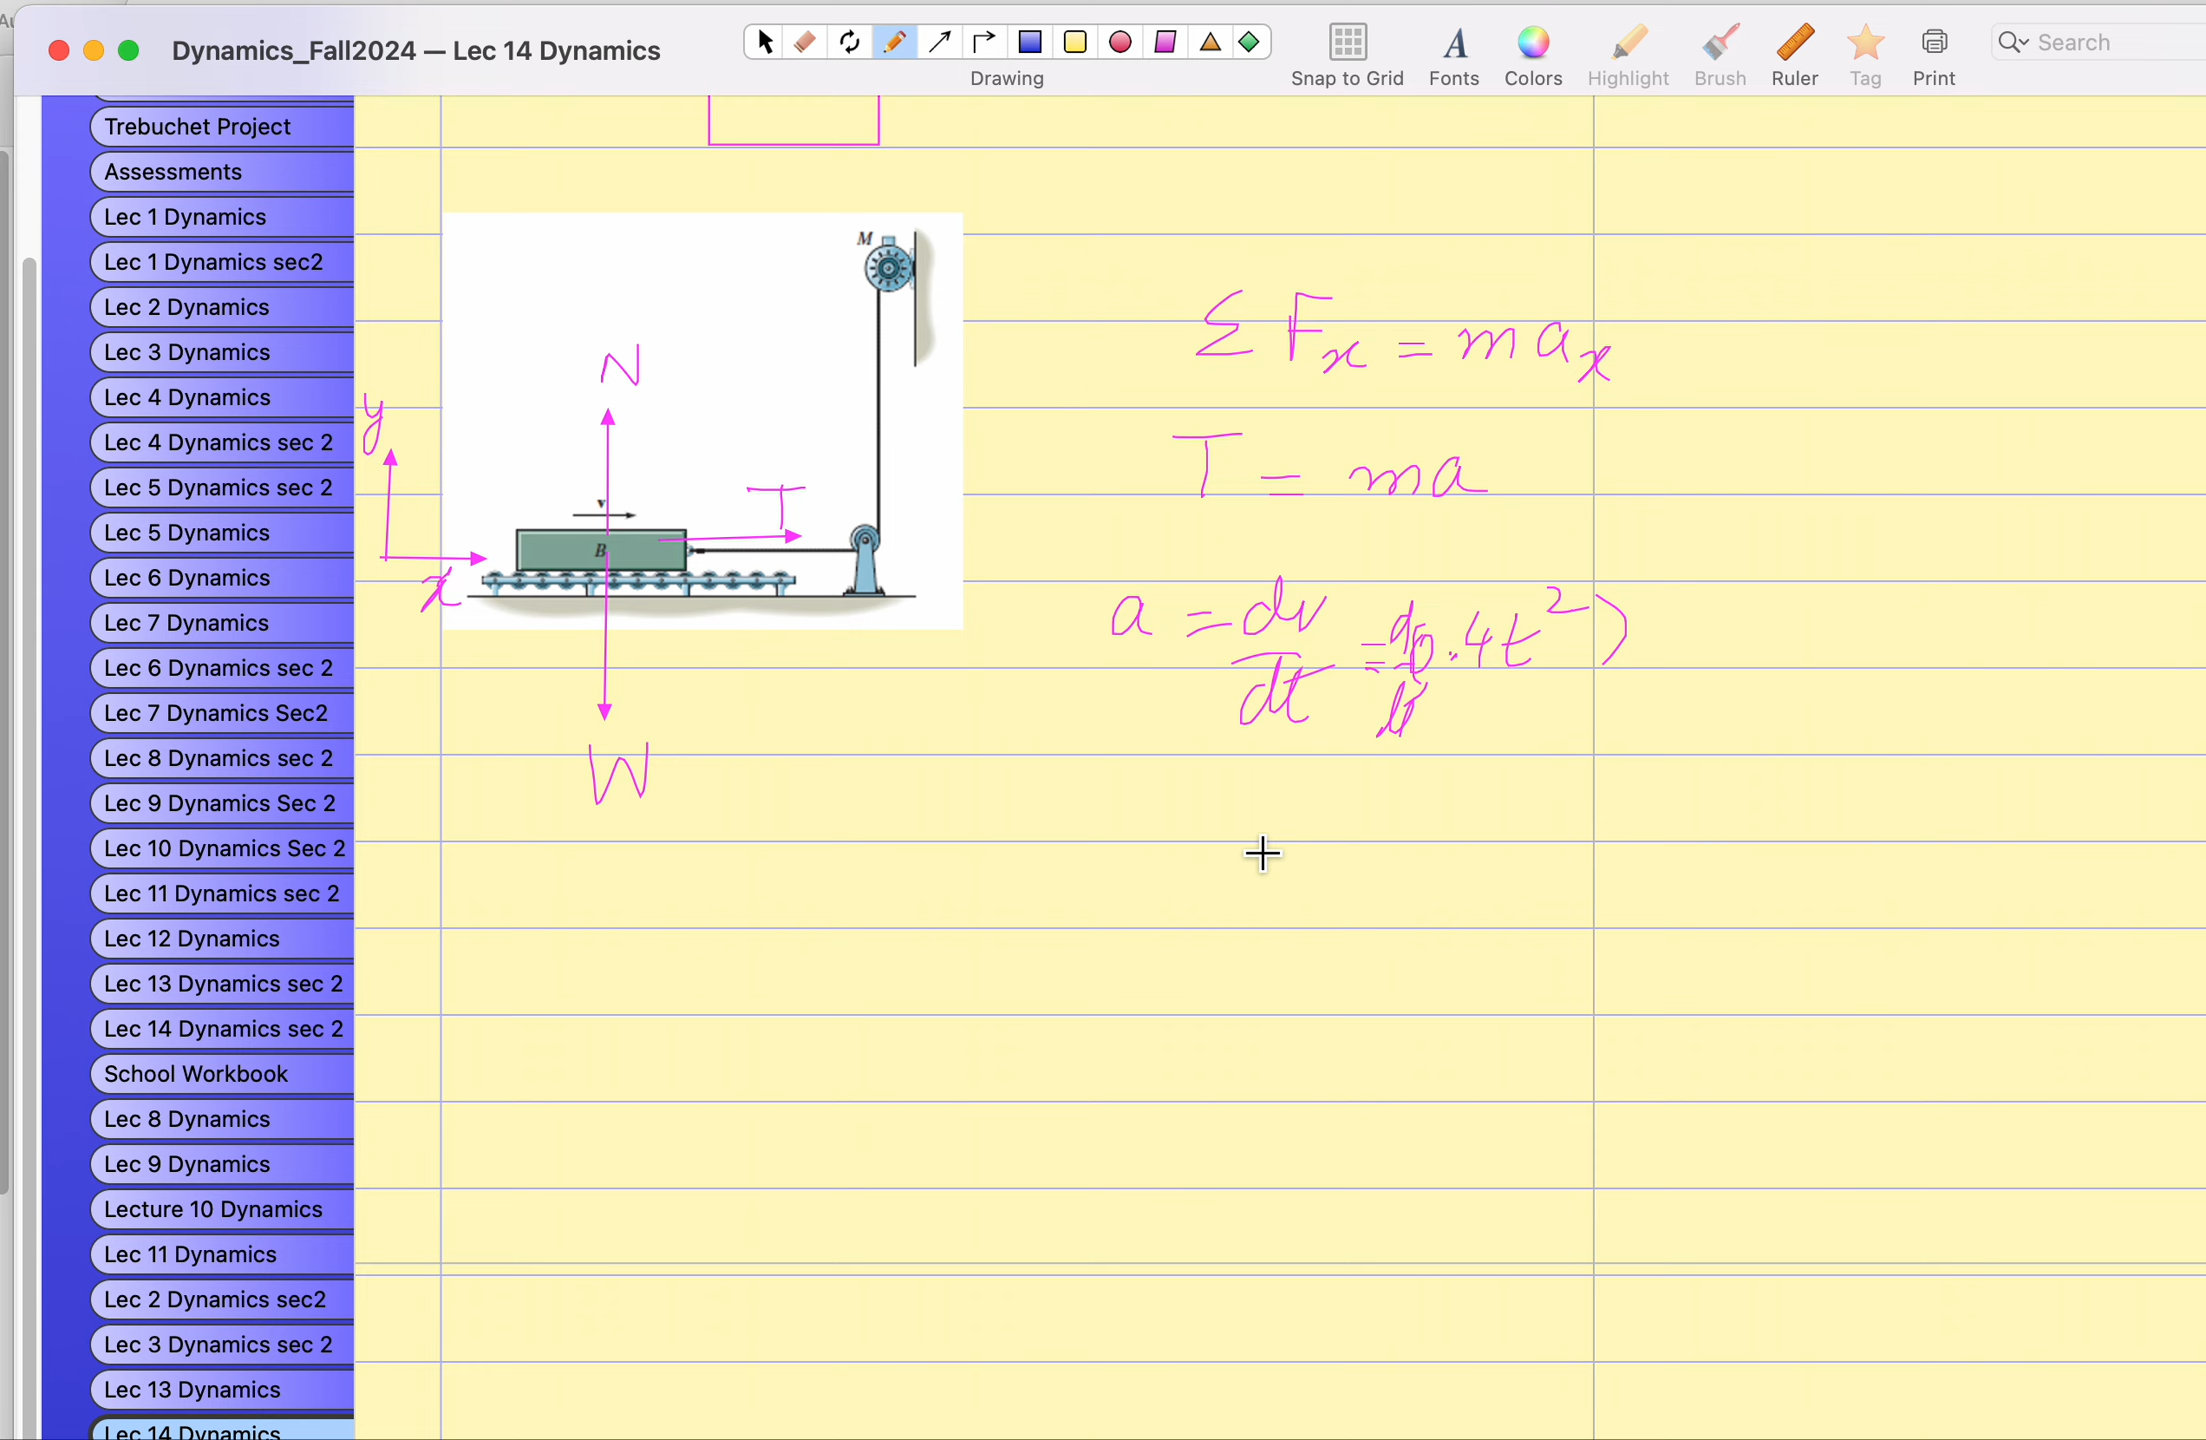 Dynamics_Fall2024 — Lec 14 Dynamics
Drawing
Snap to Grid
Fonts
Colors
Highlight
Brush
Ruler
Tag
Print
Search
Trebuchet Project
Assessments
Lec 1 Dynamics
Lec 1 Dynamics sec2
Lec 2 Dynamics
Lec 3 Dynamics
Lec 4 Dynamics
Lec 4 Dynamics sec 2
Lec 5 Dynamics sec 2
Lec 5 Dynamics
Lec 6 Dynamics
Lec 7 Dynamics
Lec 6 Dynamics sec 2
Lec 7 Dynamics Sec2
Lec 8 Dynamics sec 2
Lec 9 Dynamics Sec 2
Lec 10 Dynamics Sec 2
Lec 11 Dynamics sec 2
Lec 12 Dynamics
Lec 13 Dynamics sec 2
Lec 14 Dynamics sec 2
School Workbook
Lec 8 Dynamics
Lec 9 Dynamics
Lecture 10 Dynamics
Lec 11 Dynamics
Lec 2 Dynamics sec2
Lec 3 Dynamics sec 2
Lec 13 Dynamics
Lec 14 Dynamics
M
N
y
T
v
B
x
W
Σ Fx = m ax
T = ma
a = dv/dt =
.4t²)